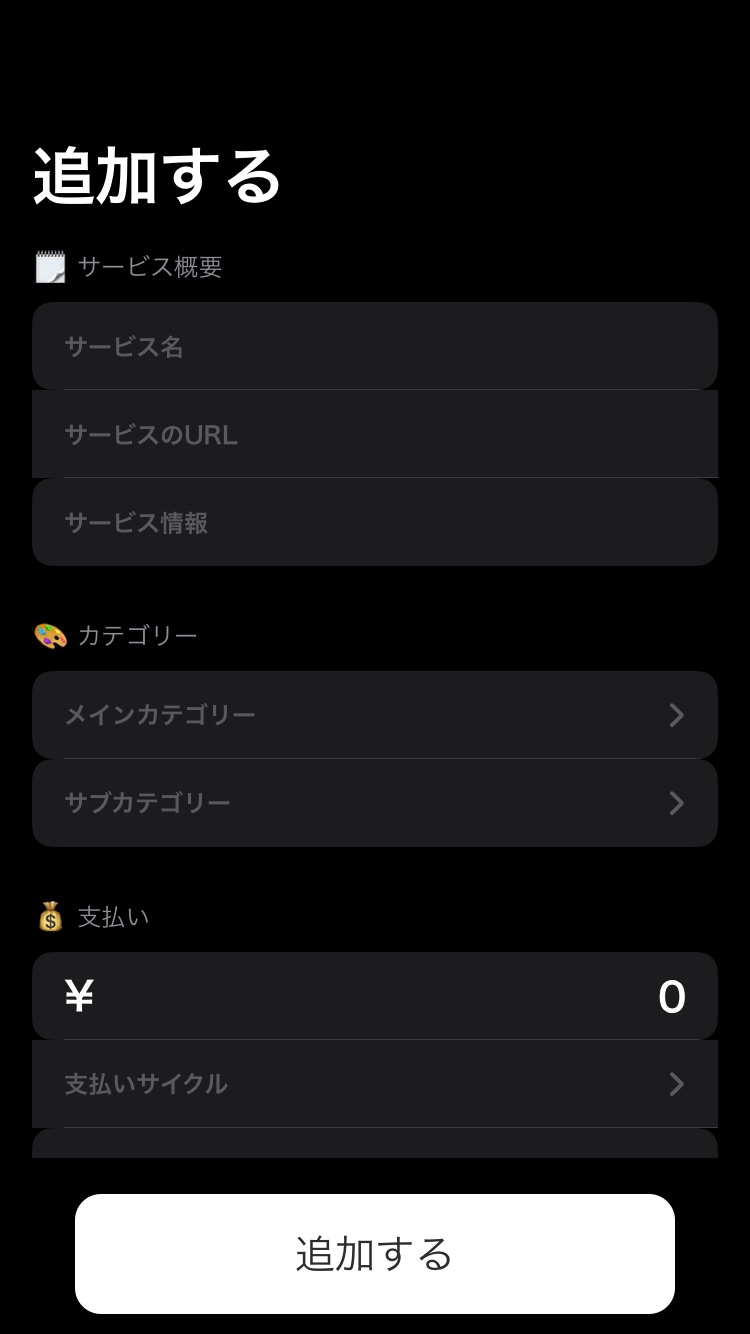 追加する
サービス概要
サービス名
サービスのURL
サービス情報
カテゴリー
メインカテゴリー
サブカテゴリー
支払い
¥ 0
支払いサイクル
追加する